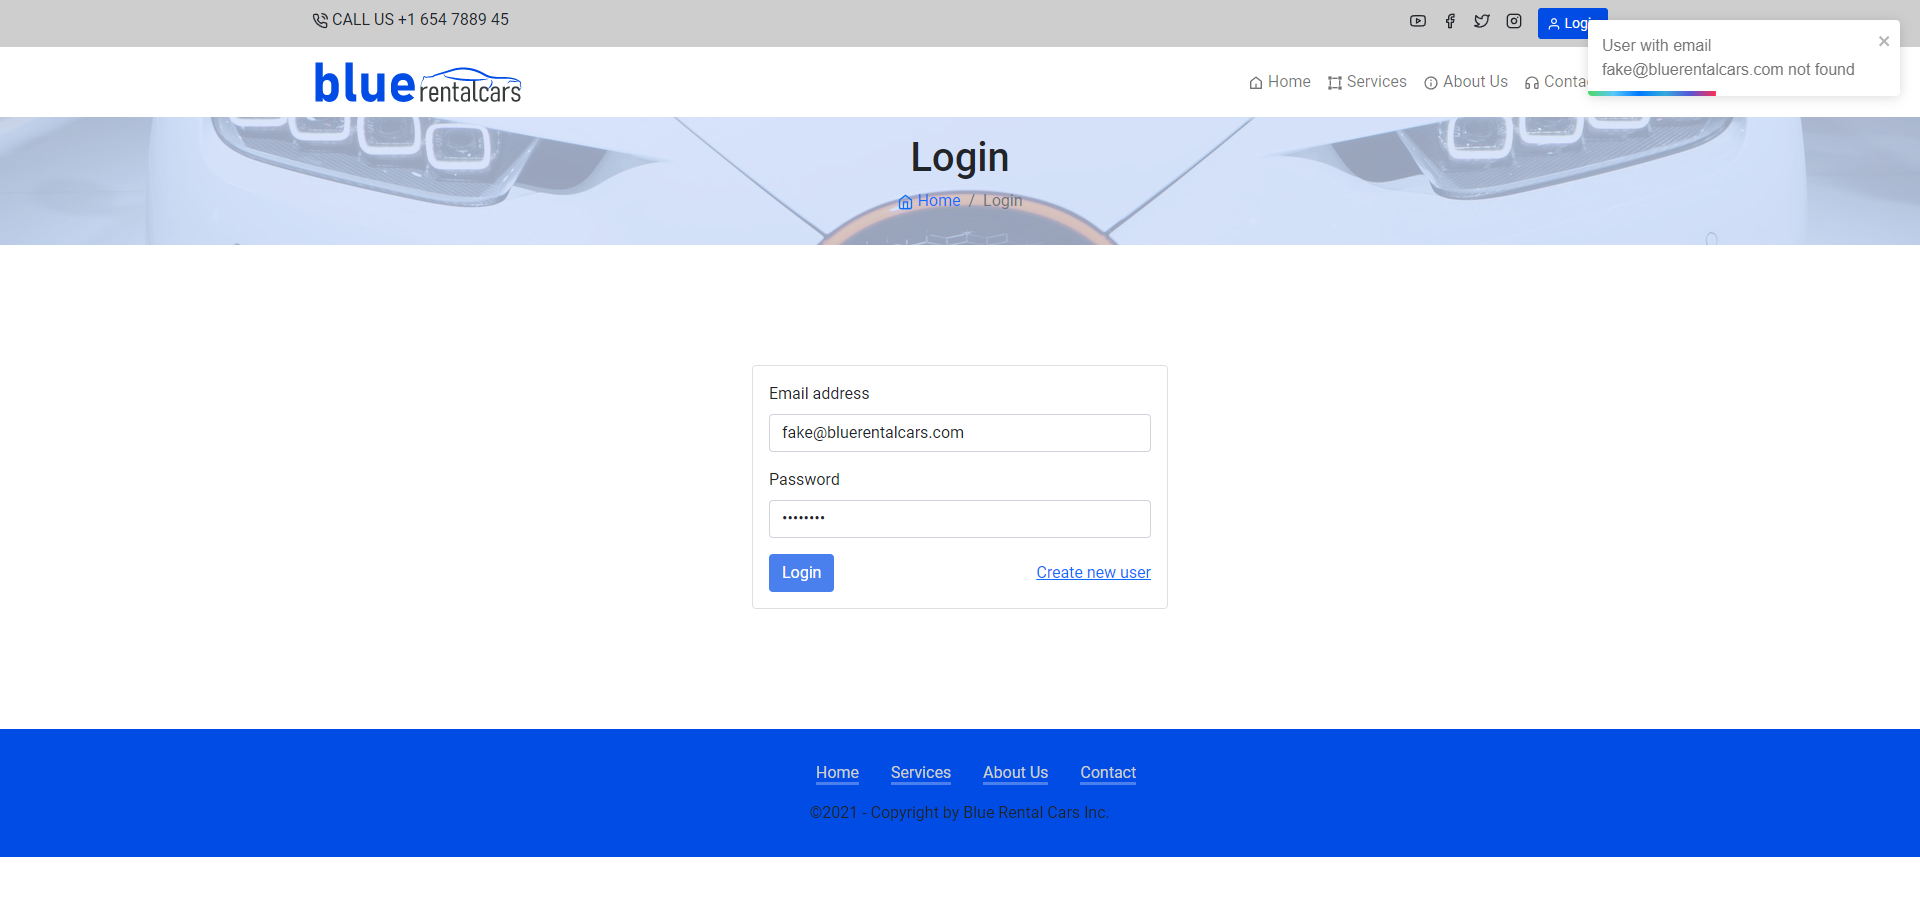 CALL US +1 654 7889 45
Login
User with email
fake@bluerentalcars.com not found
blue rentalcars
Home
Services
About Us
Login
Home / Login
Email address
fake@bluerentalcars.com
Password
••••••••
Login
Create new user
Home
Services
About Us
Contact
©2021 - Copyright by Blue Rental Cars Inc.